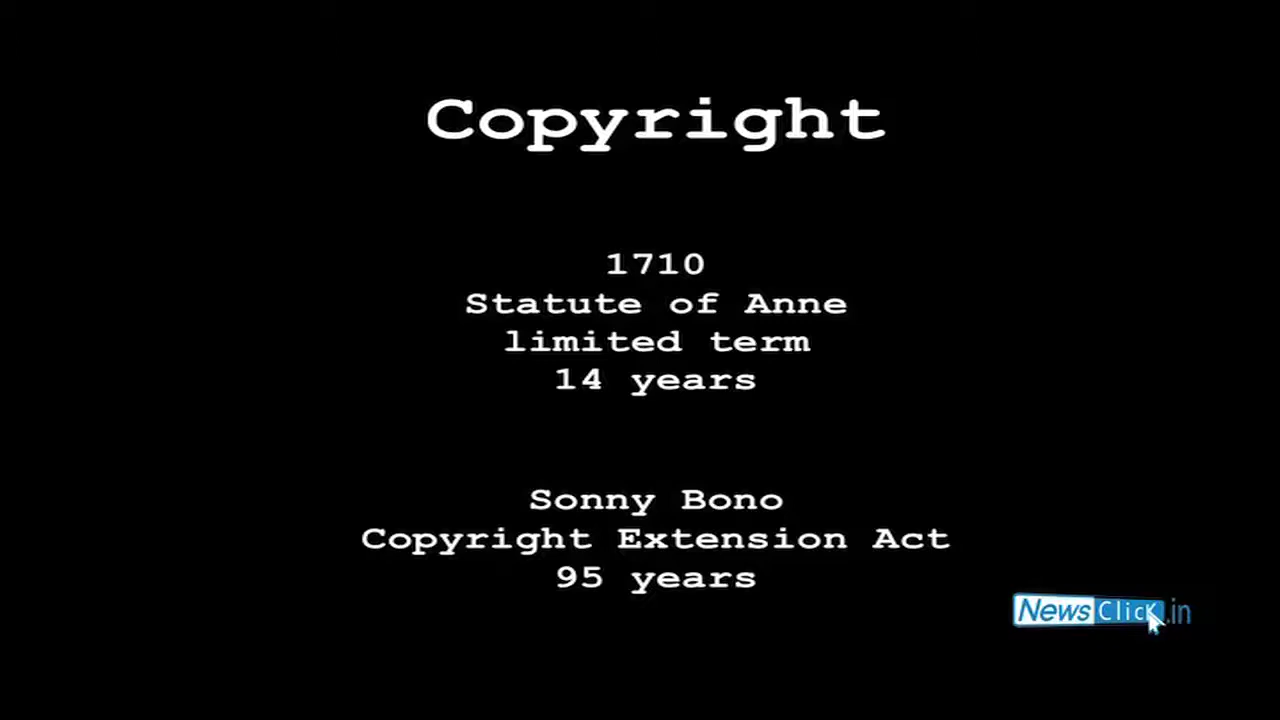 Copyright
1710
Statute of Anne
limited term
14 years
Sonny Bono
Copyright Extension Act
95 years
NewsClick.in